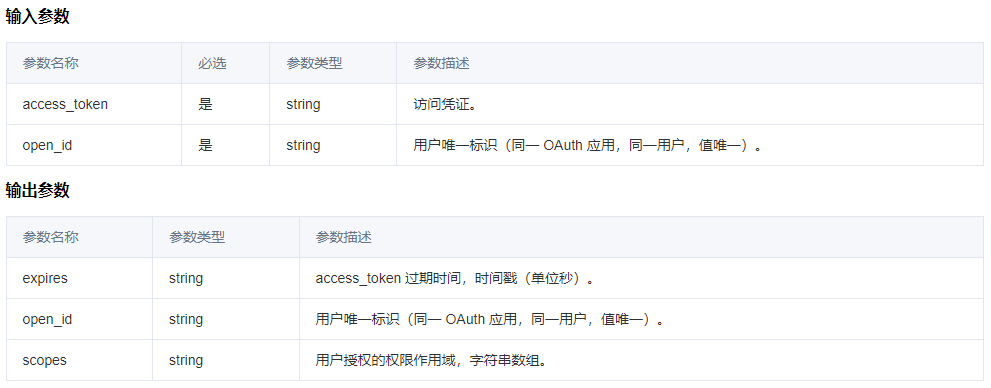 输入参数
参数名称 必选 参数类型 参数描述
access_token 是 string 访问凭证。
open_id 是 string 用户唯一标识（同一 OAuth 应用，同一用户，值唯一）。
输出参数
参数名称 参数类型 参数描述
expires string access_token 过期时间，时间戳（单位秒）。
open_id string 用户唯一标识（同一 OAuth 应用，同一用户，值唯一）。
scopes string 用户授权的权限作用域，字符串数组。